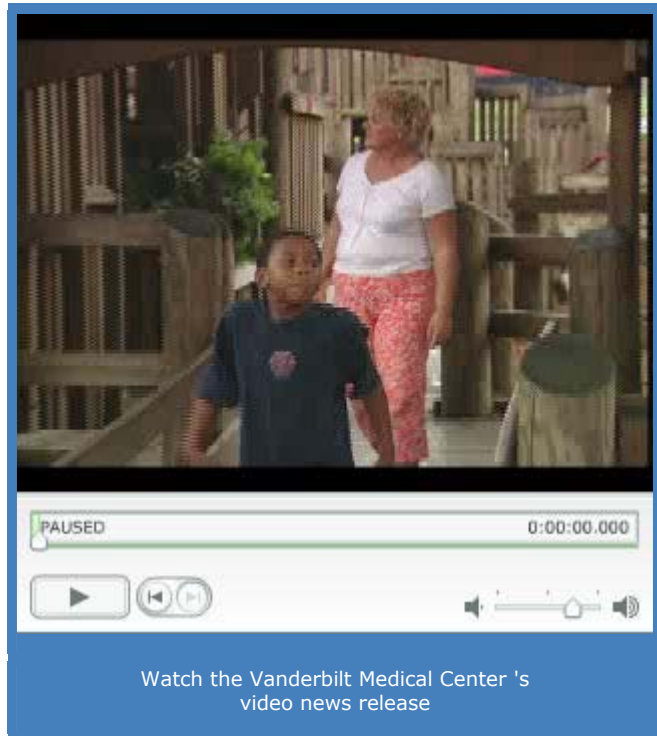 PAUSED 0:00:00.000
Watch the Vanderbilt Medical Center 's
video news release